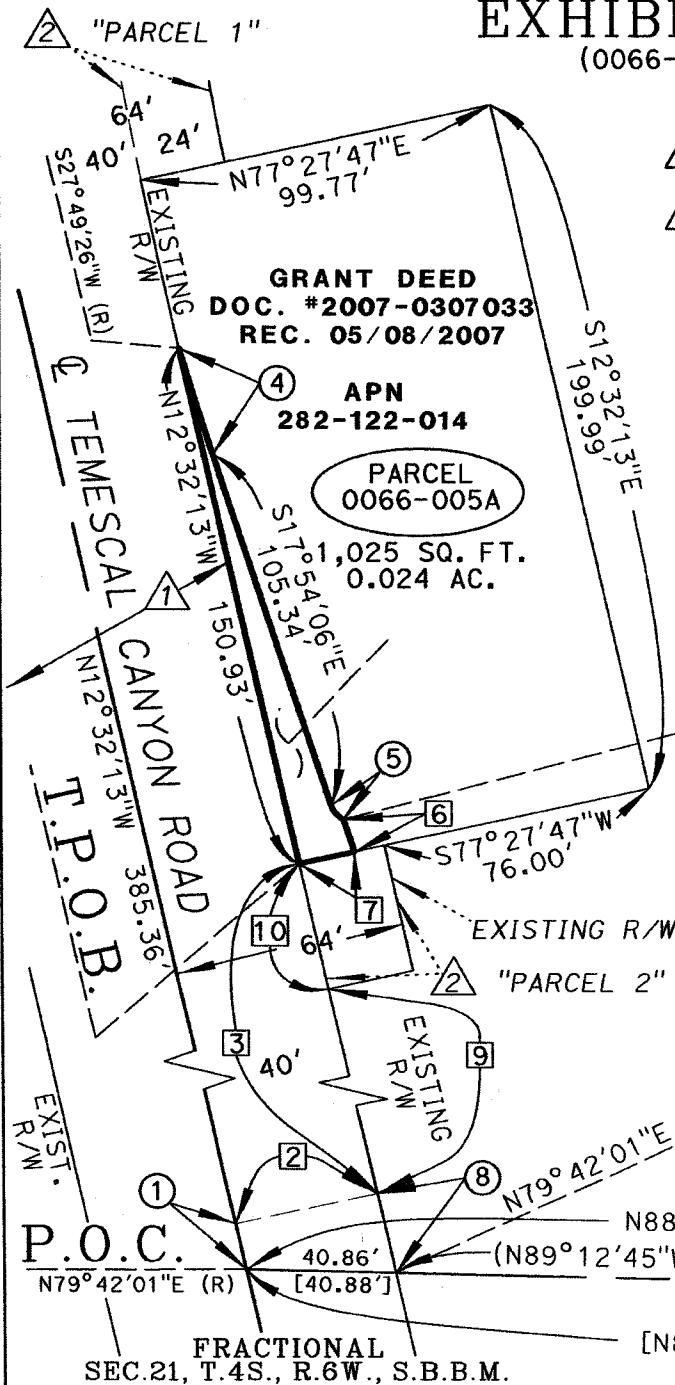 EXHIB
(0066-
2 "PARCEL 1"
64'
40' 24'
S27°49'26"W (R)
EXISTING
R/W
N77°27'47"E
99.77'
GRANT DEED
DOC. #2007-0307033
REC. 05/08/2007
4
APN
282-122-014
PARCEL
0066-005A
1,025 SQ. FT.
0.024 AC.
S12°32'13"E
199.99'
N12°32'13"W
150.93'
S17°54'06"E
105.34'
℄ TEMESCAL CANYON ROAD
1
N12°32'13"W 385.36'
T.P.O.B.
5
6
S77°27'47"W
76.00'
7
10
64'
EXISTING R/W
2 "PARCEL 2"
3
40'
EXISTING
R/W
9
EXIST.
R/W
2
1
8
N79°42'01"E
P.O.C.
N79°42'01"E (R)
40.86'
[40.88']
N88
(N89°12'45"W
[N8
FRACTIONAL
SEC.21, T.4S., R.6W., S.B.B.M.